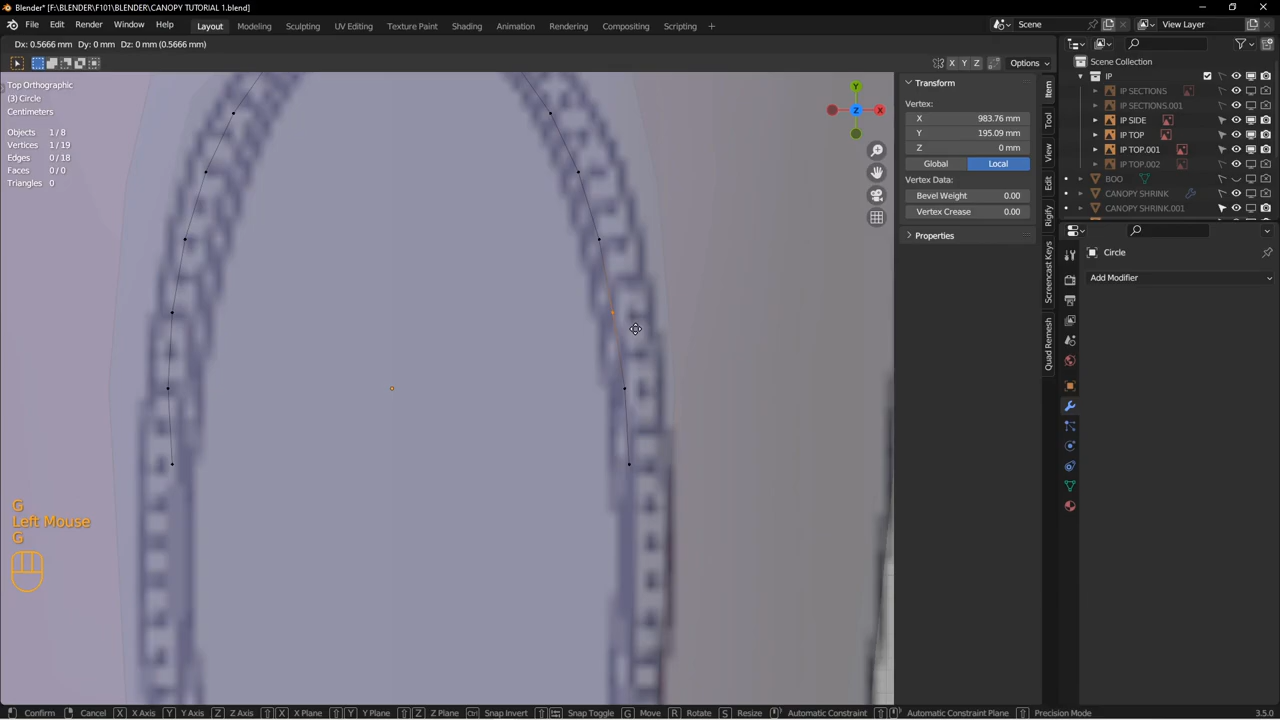 Blender* [F:\BLENDER\F101\BLENDER\CANOPY TUTORIAL 1.blend]
File Edit Render Window Help Layout Modeling Sculpting UV Editing Texture Paint Shading Animation Rendering Compositing Scripting Scene View Layer
Dx: 0.5666 mm Dy: 0 mm Dz: 0 mm (0.5666 mm)
X Y Z Options
Top Orthographic
(3) Circle
Centimeters
Objects 1/8
Vertices 1/19
Edges 0/18
Faces 0/0
Triangles 0
Y
Z
X
Transform
Vertex:
X 983.76 mm
Y 195.09 mm
Z 0 mm
Global Local
Vertex Data:
Bevel Weight 0.00
Vertex Crease 0.00
Properties
Item
Tool
View
Edit
Rigify
Screencast Keys
Quad Remesh
Scene Collection
IP
IP SECTIONS
IP SECTIONS.001
IP SIDE
IP TOP
IP TOP.001
IP TOP.002
BOO
CANOPY SHRINK
CANOPY SHRINK.001
Circle
Add Modifier
G
Left Mouse
G
Confirm Cancel X X Axis Y Y Axis Z Z Axis X X Plane Y Y Plane Z Z Plane Ctrl Snap Invert Snap Toggle G Move R Rotate S Resize Automatic Constraint Automatic Constraint Plane Precision Mode 3.5.0